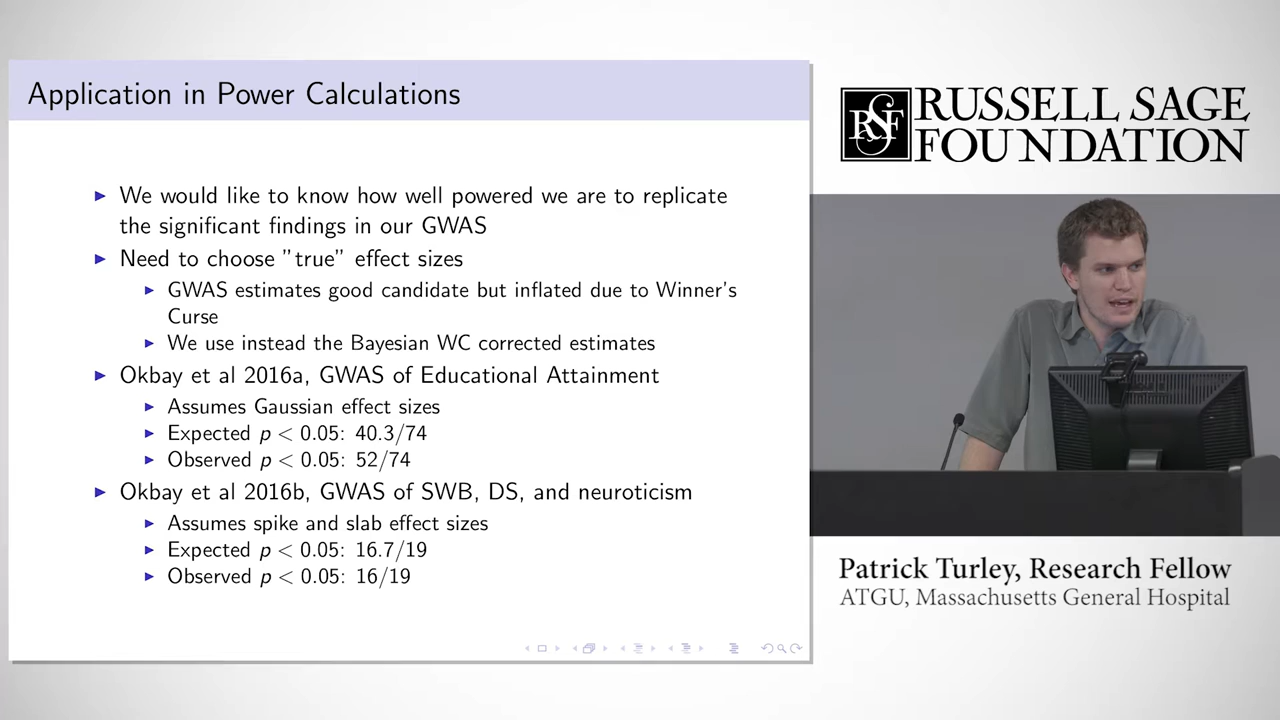 Application in Power Calculations
We would like to know how well powered we are to replicate
the significant findings in our GWAS
Need to choose ”true” effect sizes
GWAS estimates good candidate but inflated due to Winner’s
Curse
We use instead the Bayesian WC corrected estimates
Okbay et al 2016a, GWAS of Educational Attainment
Assumes Gaussian effect sizes
Expected p < 0.05: 40.3/74
Observed p < 0.05: 52/74
Okbay et al 2016b, GWAS of SWB, DS, and neuroticism
Assumes spike and slab effect sizes
Expected p < 0.05: 16.7/19
Observed p < 0.05: 16/19
RSF
RUSSELL SAGE
FOUNDATION
Patrick Turley, Research Fellow
ATGU, Massachusetts General Hospital